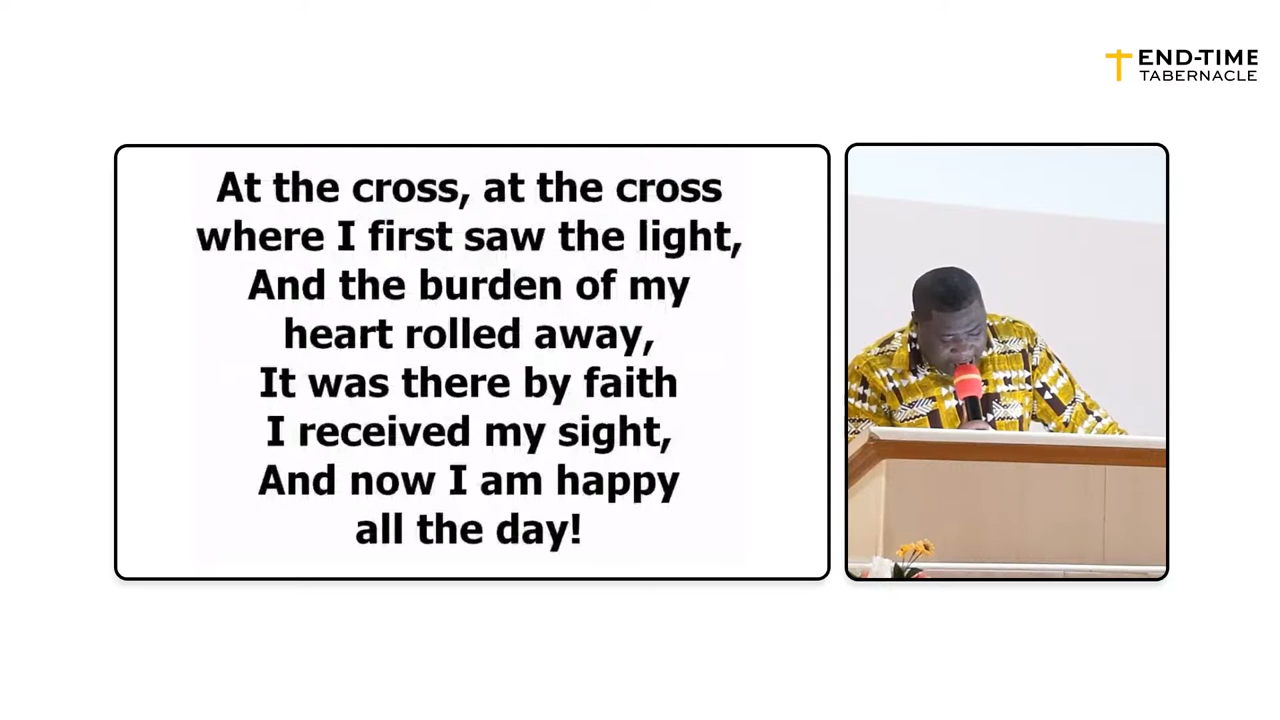 END-TIME
TABERNACLE
At the cross, at the cross
where I first saw the light,
And the burden of my
heart rolled away,
It was there by faith
I received my sight,
And now I am happy
all the day!